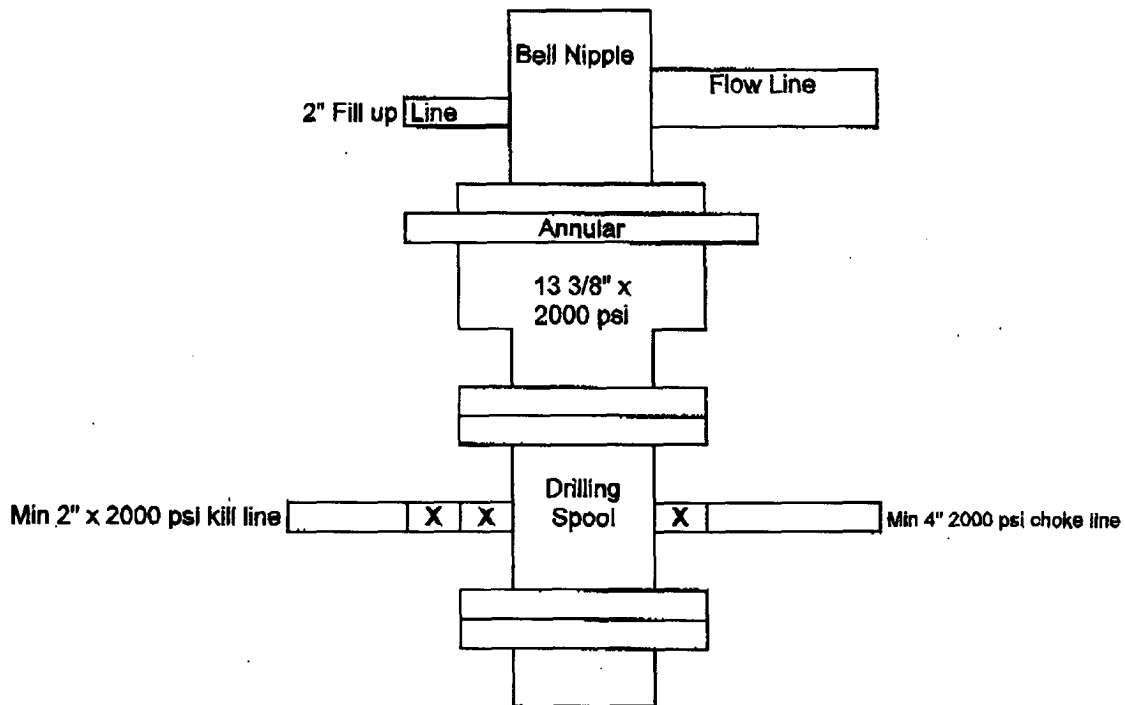 Bell Nipple
Flow Line
2" Fill up Line
Annular
13 3/8" x
2000 psi
Drilling
Spool
Min 2" x 2000 psi kill line
X X
X
Min 4" 2000 psi choke line